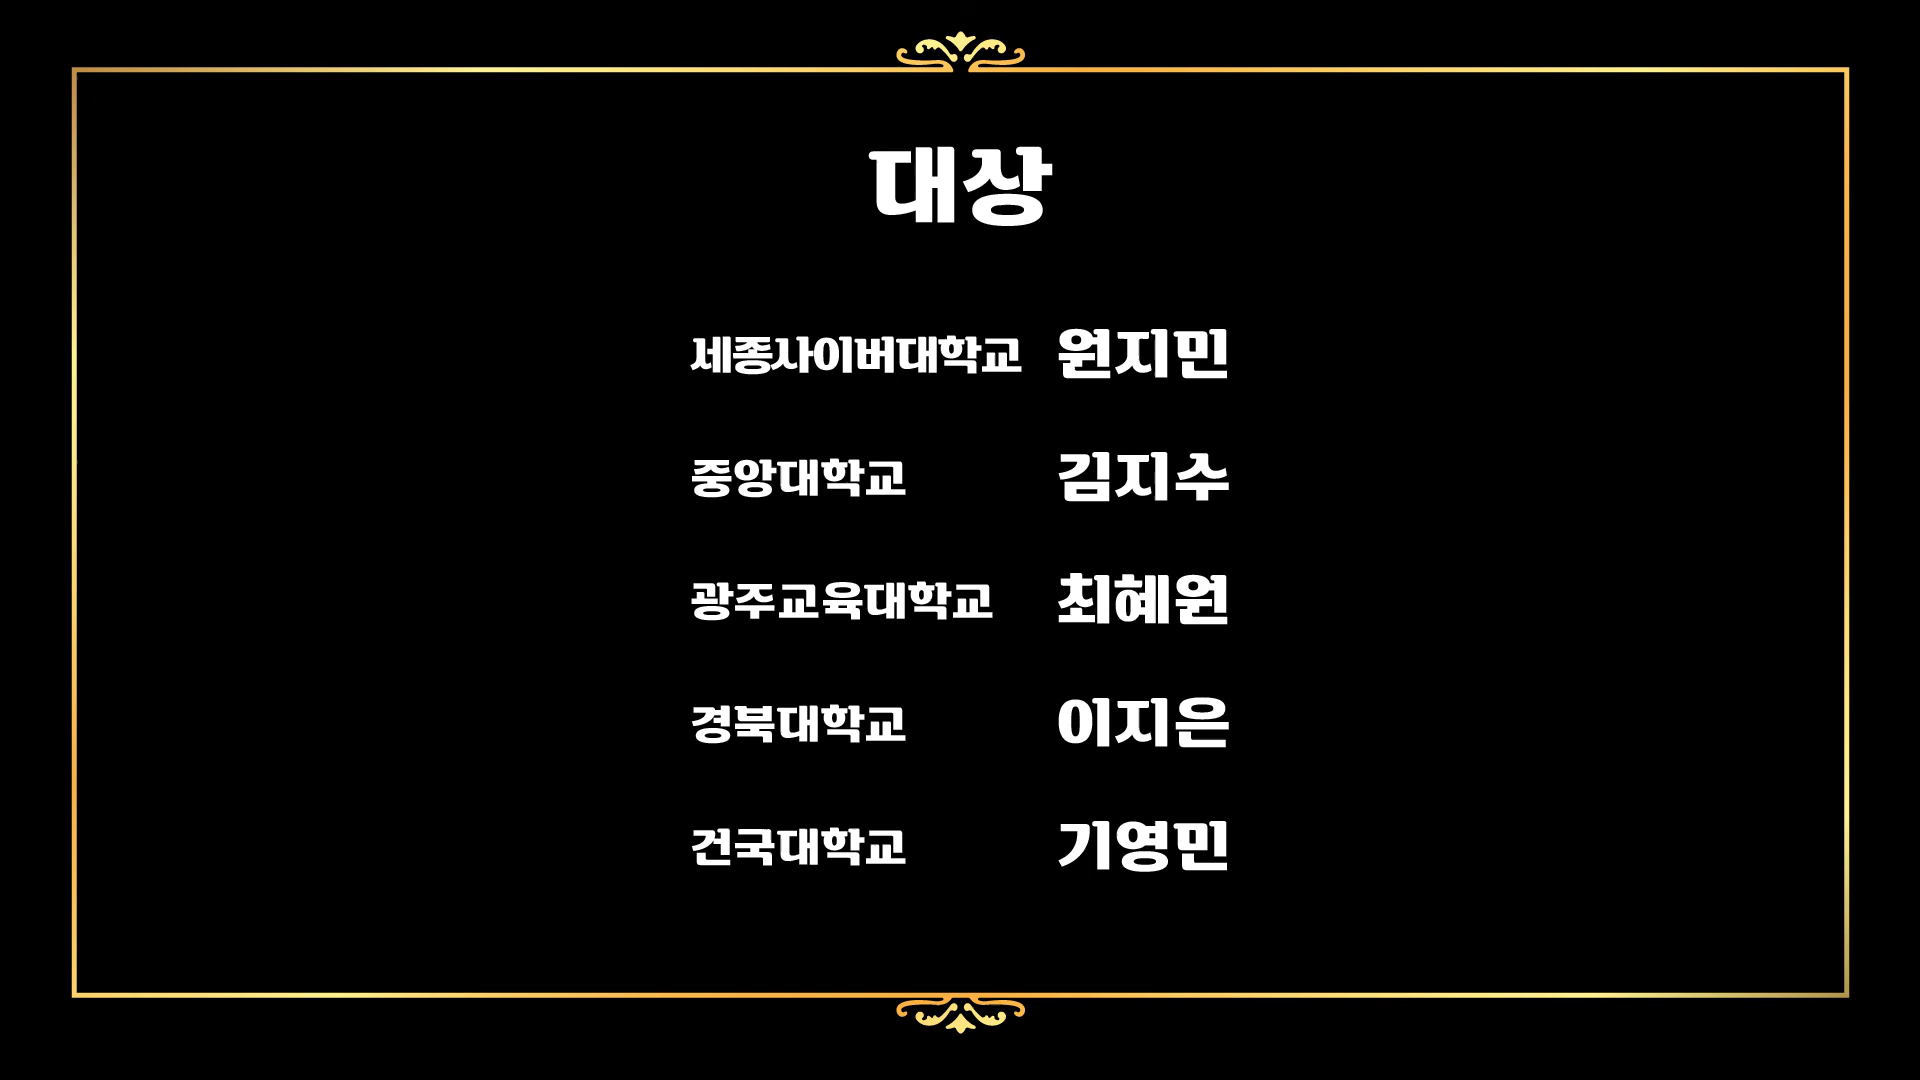 대상
세종사이버대학교 원지민
중앙대학교 김지수
광주교육대학교 최혜원
경북대학교 이지은
건국대학교 기영민